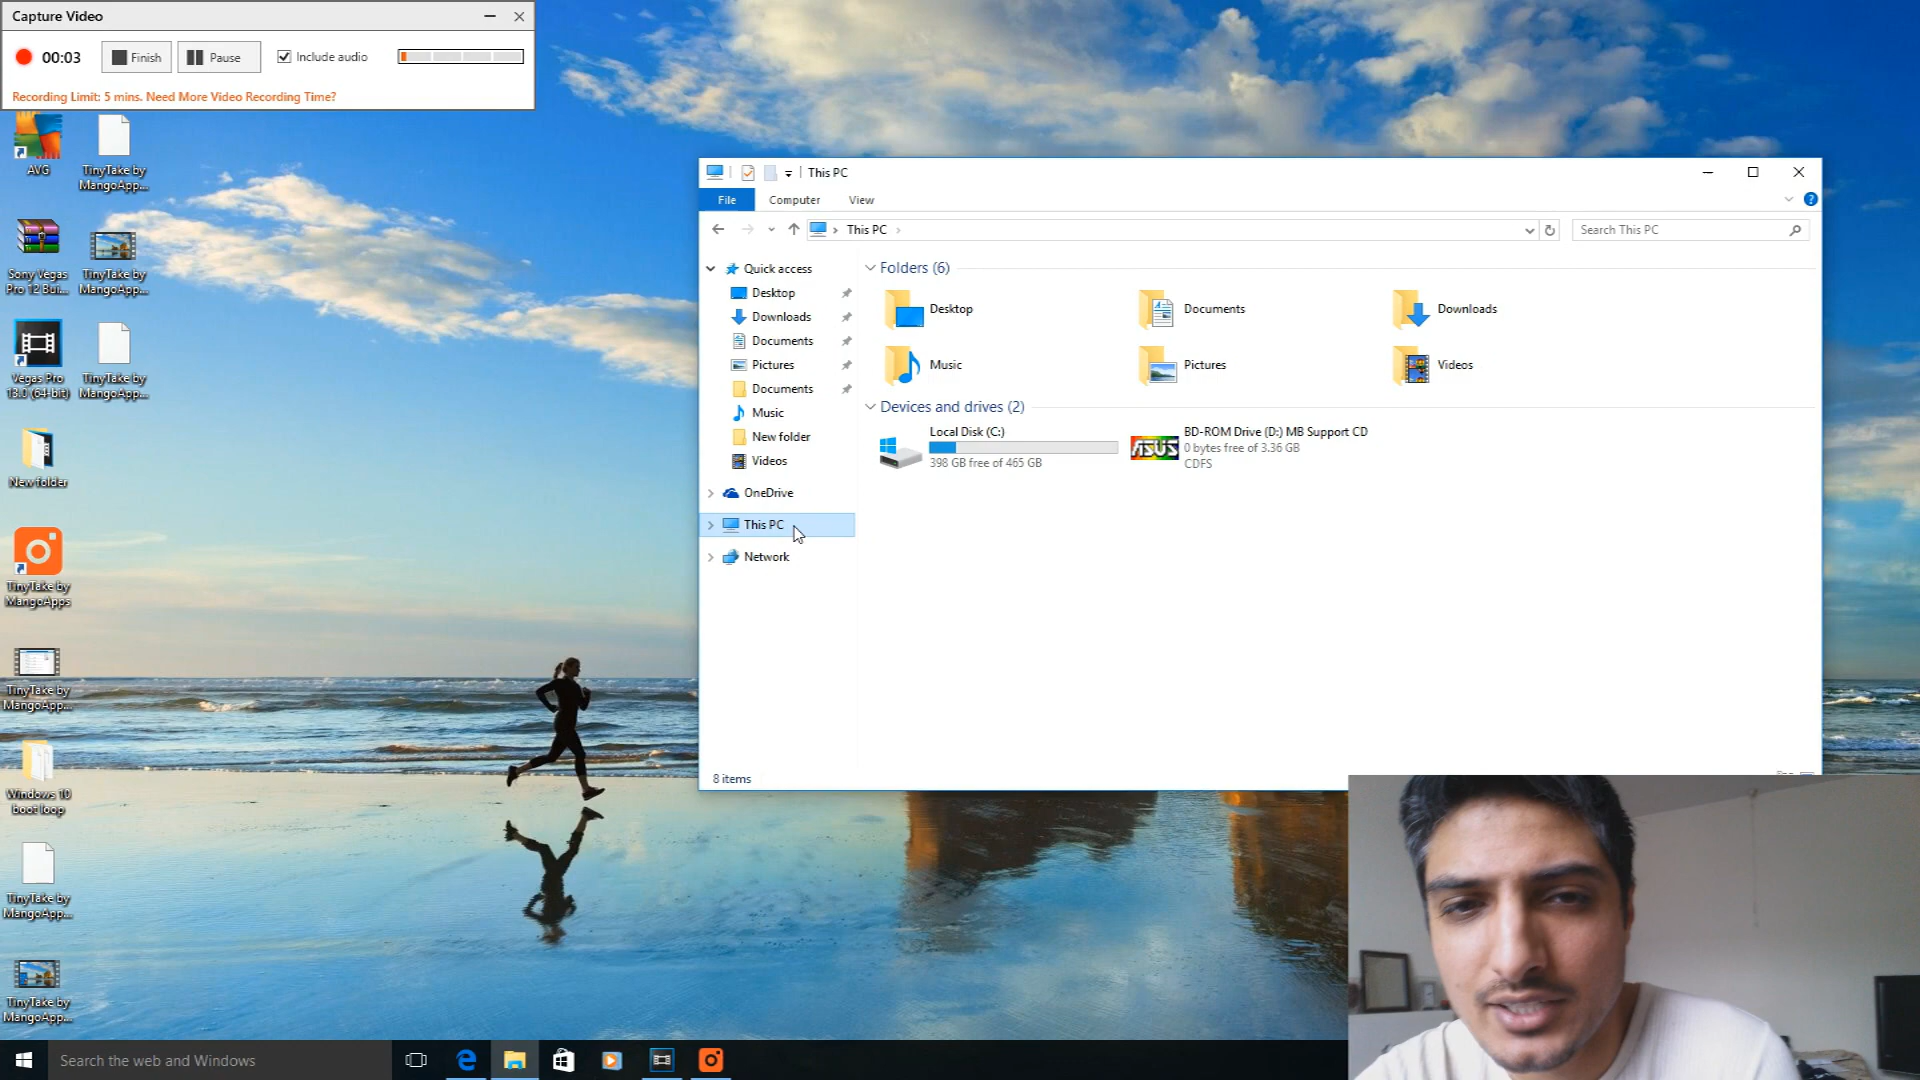 Capture Video
00:03
Finish
Pause
Include audio
Recording Limit: 5 mins. Need More Video Recording Time?
AVG
TinyTake by
MangoApp...
Sony Vegas
Pro 12 Bui...
TinyTake by
MangoApp...
Vegas Pro
13.0 (64-bit)
TinyTake by
MangoApp...
New folder
TinyTake by
MangoApps
TinyTake by
MangoApp...
Windows 10
boot loop
TinyTake by
MangoApp...
TinyTake by
MangoApp...
This PC
File
Computer
View
This PC
Search This PC
Quick access
Desktop
Downloads
Documents
Pictures
Documents
Music
New folder
Videos
OneDrive
This PC
Network
Folders (6)
Desktop
Documents
Downloads
Music
Pictures
Videos
Devices and drives (2)
Local Disk (C:)
398 GB free of 465 GB
ASUS
BD-ROM Drive (D:) MB Support CD
0 bytes free of 3.36 GB
CDFS
8 items
Search the web and Windows